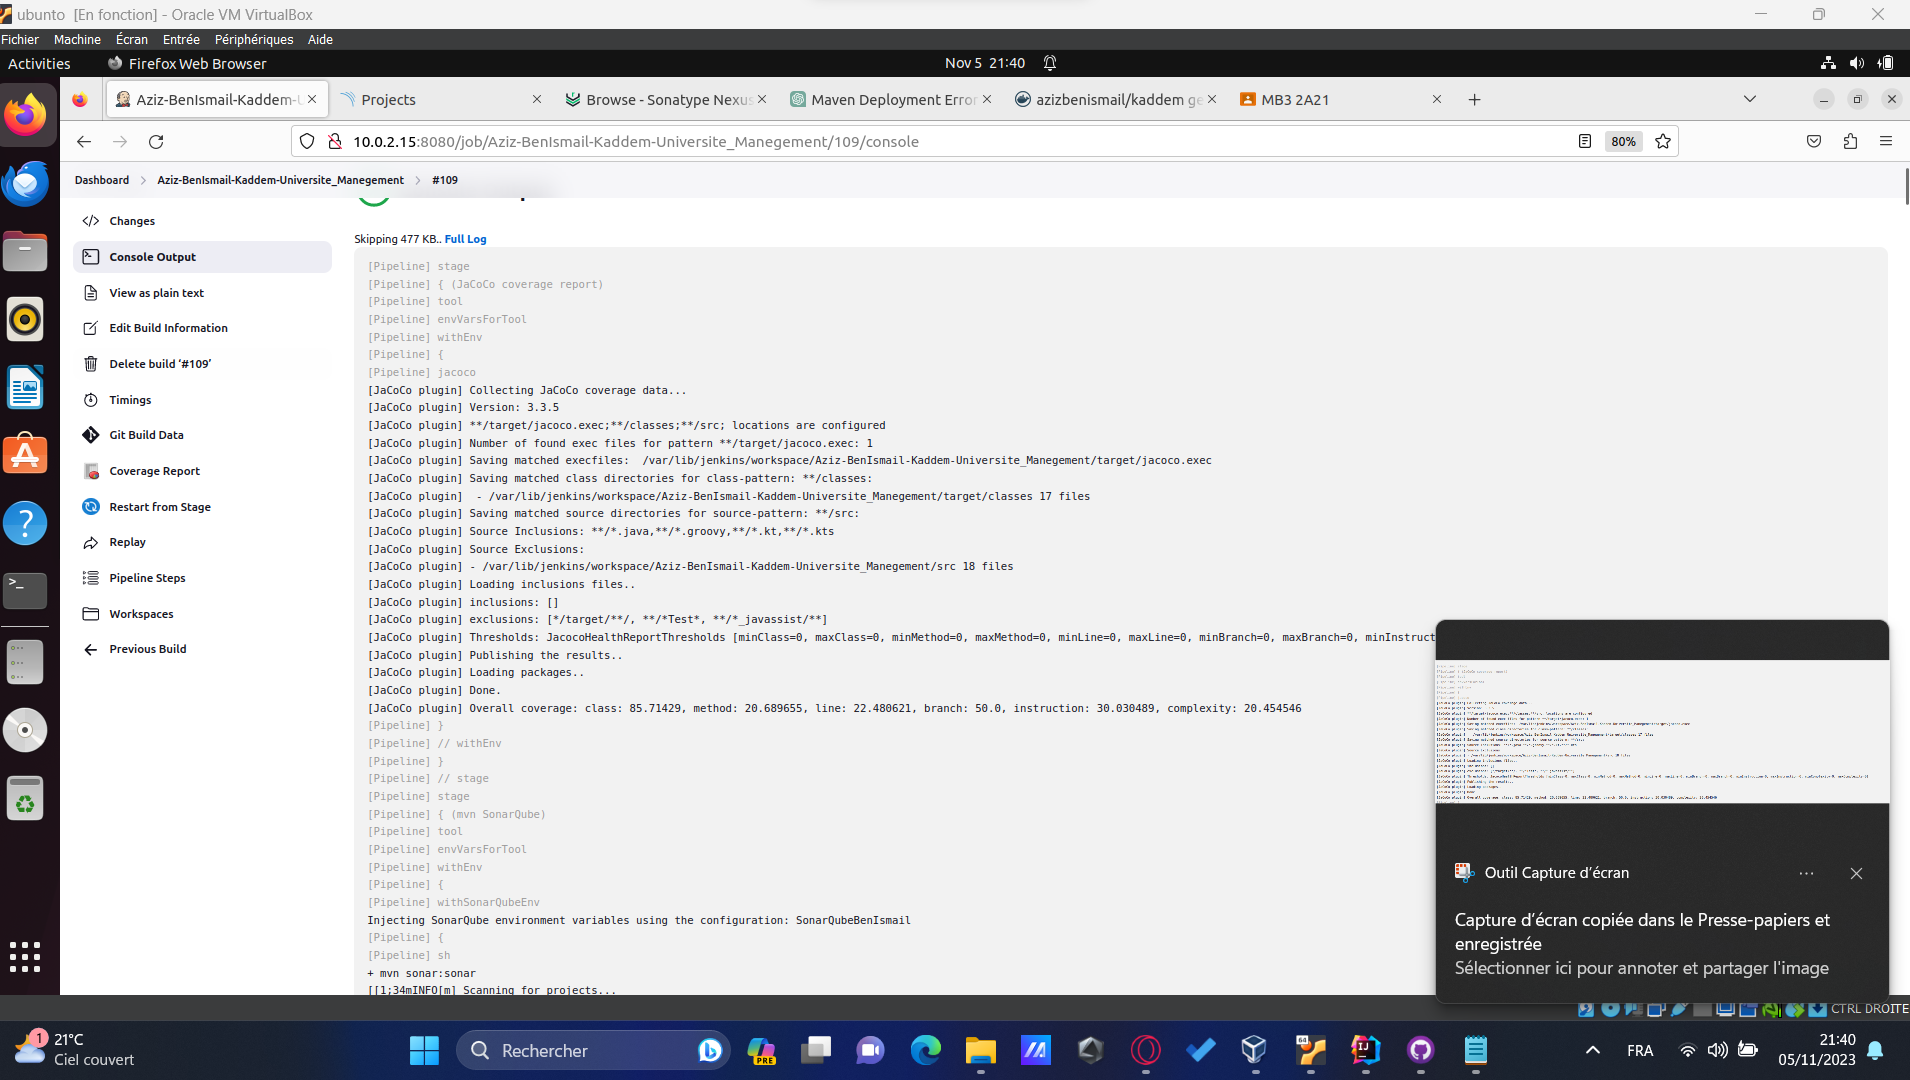 ubunto [En fonction] - Oracle VM VirtualBox
Fichier Machine Écran Entrée Périphériques Aide
Activities Firefox Web Browser Nov 5 21:40
Aziz-BenIsmail-Kaddem-U Projects Browse - Sonatype Nexus Maven Deployment Error azizbenismail/kaddem ge MB3 2A21
10.0.2.15:8080/job/Aziz-BenIsmail-Kaddem-Universite_Manegement/109/console 80%
Dashboard Aziz-BenIsmail-Kaddem-Universite_Manegement #109
Changes
Console Output
View as plain text
Edit Build Information
Delete build ‘#109’
Timings
Git Build Data
Coverage Report
Restart from Stage
Replay
Pipeline Steps
Workspaces
Previous Build
Skipping 477 KB.. Full Log
[Pipeline] stage
[Pipeline] { (JaCoCo coverage report)
[Pipeline] tool
[Pipeline] envVarsForTool
[Pipeline] withEnv
[Pipeline] {
[Pipeline] jacoco
[JaCoCo plugin] Collecting JaCoCo coverage data...
[JaCoCo plugin] Version: 3.3.5
[JaCoCo plugin] **/target/jacoco.exec;**/classes;**/src; locations are configured
[JaCoCo plugin] Number of found exec files for pattern **/target/jacoco.exec: 1
[JaCoCo plugin] Saving matched execfiles:  /var/lib/jenkins/workspace/Aziz-BenIsmail-Kaddem-Universite_Manegement/target/jacoco.exec
[JaCoCo plugin] Saving matched class directories for class-pattern: **/classes:
[JaCoCo plugin]  - /var/lib/jenkins/workspace/Aziz-BenIsmail-Kaddem-Universite_Manegement/target/classes 17 files
[JaCoCo plugin] Saving matched source directories for source-pattern: **/src:
[JaCoCo plugin] Source Inclusions: **/*.java,**/*.groovy,**/*.kt,**/*.kts
[JaCoCo plugin] Source Exclusions:
[JaCoCo plugin] - /var/lib/jenkins/workspace/Aziz-BenIsmail-Kaddem-Universite_Manegement/src 18 files
[JaCoCo plugin] Loading inclusions files..
[JaCoCo plugin] inclusions: []
[JaCoCo plugin] exclusions: [*/target/**/, **/*Test*, **/*_javassist/**]
[JaCoCo plugin] Thresholds: JacocoHealthReportThresholds [minClass=0, maxClass=0, minMethod=0, maxMethod=0, minLine=0, maxLine=0, minBranch=0, maxBranch=0, minInstruct
[JaCoCo plugin] Publishing the results..
[JaCoCo plugin] Loading packages..
[JaCoCo plugin] Done.
[JaCoCo plugin] Overall coverage: class: 85.71429, method: 20.689655, line: 22.480621, branch: 50.0, instruction: 30.030489, complexity: 20.454546
[Pipeline] }
[Pipeline] // withEnv
[Pipeline] }
[Pipeline] // stage
[Pipeline] stage
[Pipeline] { (mvn SonarQube)
[Pipeline] tool
[Pipeline] envVarsForTool
[Pipeline] withEnv
[Pipeline] {
[Pipeline] withSonarQubeEnv
Injecting SonarQube environment variables using the configuration: SonarQubeBenIsmail
[Pipeline] {
[Pipeline] sh
+ mvn sonar:sonar
[[1;34mINFO[m] Scanning for projects...
Outil Capture d’écran
Capture d’écran copiée dans le Presse-papiers et
enregistrée
Sélectionner ici pour annoter et partager l'image
CTRL DROITE
1 21°C
Ciel couvert
Rechercher
PRE
64
FRA
21:40
05/11/2023